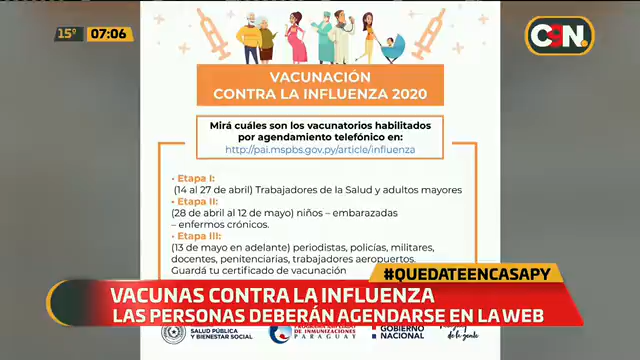 15°
07:06
C9N
VACUNACIÓN
CONTRA LA INFLUENZA 2020
Mirá cuáles son los vacunatorios habilitados
por agendamiento telefónico en:
http://pai.mspbs.gov.py/article/influenza
• Etapa I:
(14 al 27 de abril) Trabajadores de la Salud y adultos mayores
• Etapa II:
(28 de abril al 12 de mayo) niños – embarazadas
– enfermos crónicos.
• Etapa III:
(13 de mayo en adelante) periodistas, policías, militares,
docentes, penitenciarias, trabajadores aeropuertos.
Guardá tu certificado de vacunación
#QUEDATEENCASAPY
VACUNAS CONTRA LA INFLUENZA
LAS PERSONAS DEBERÁN AGENDARSE EN LA WEB
SALUD PÚBLICA
Y BIENESTAR SOCIAL
DE INMUNIZACIONES
PARAGUAY
GOBIERNO
NACIONAL
de la gente